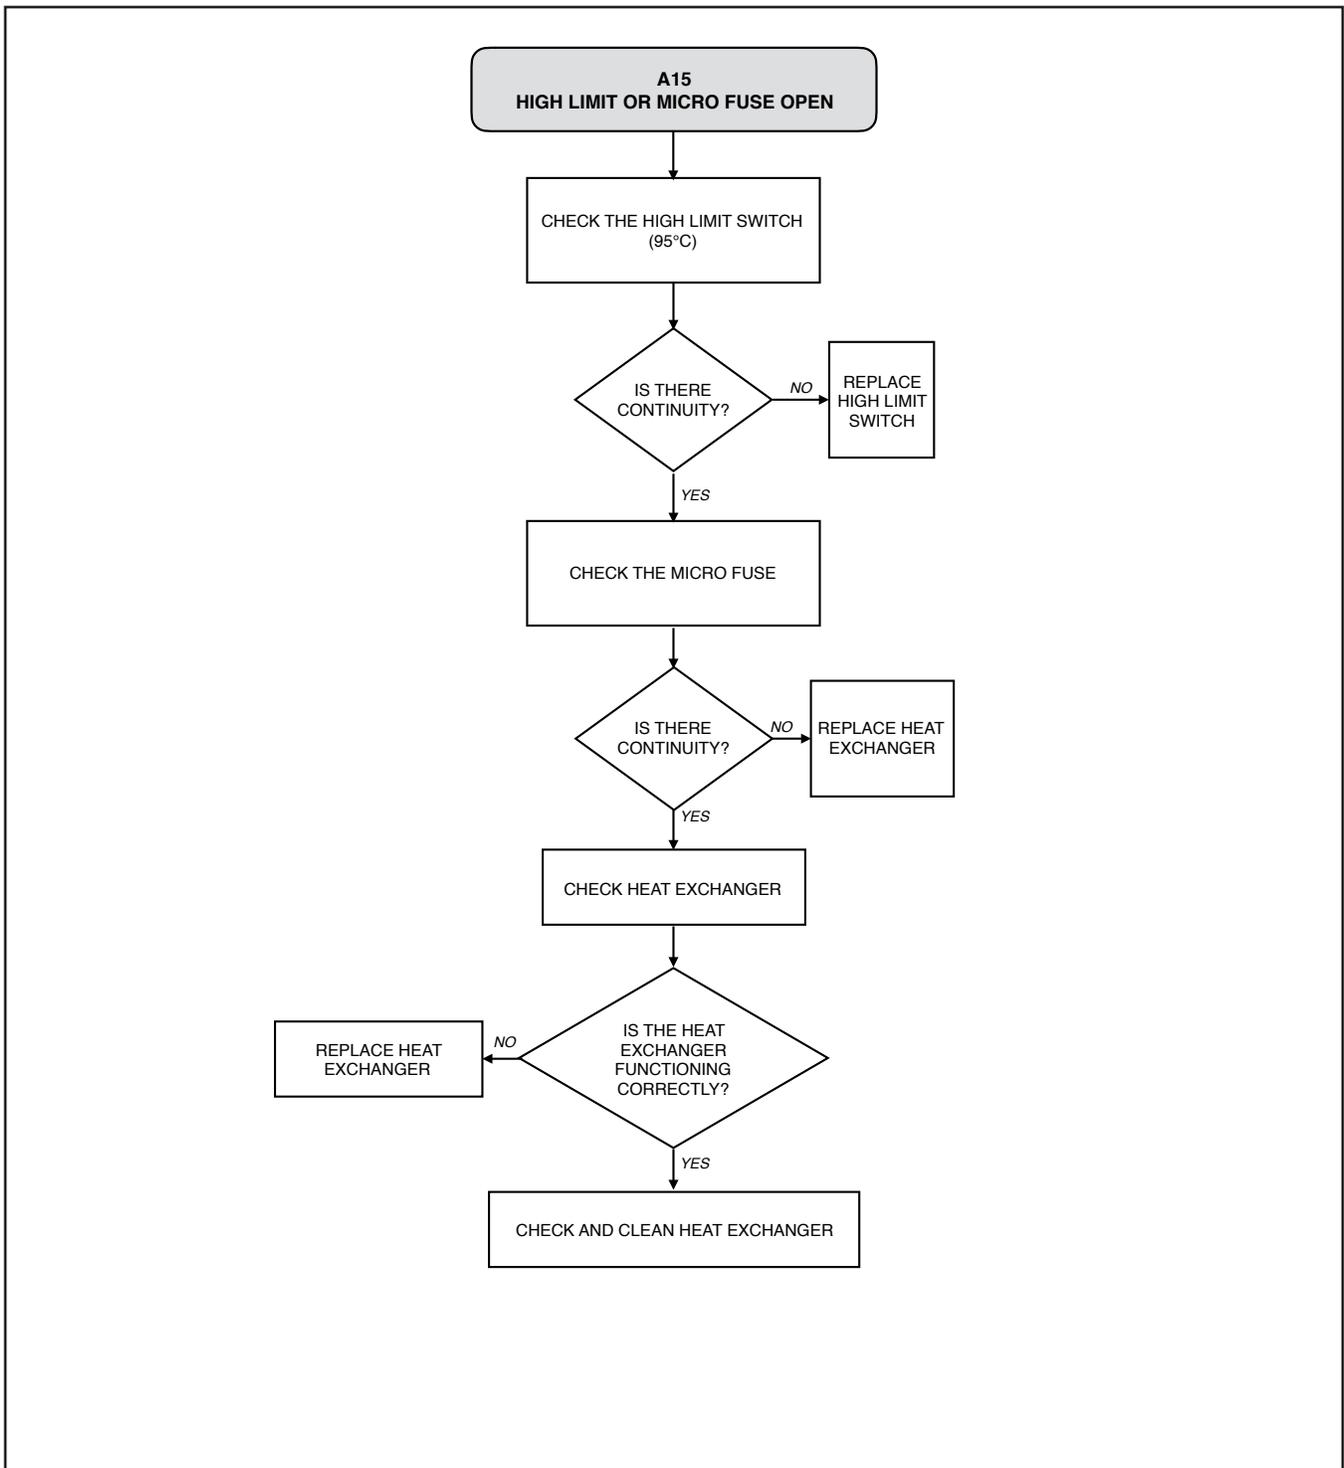 A15
HIGH LIMIT OR MICRO FUSE OPEN
CHECK THE HIGH LIMIT SWITCH
(95°C)
IS THERE
CONTINUITY?
NO
REPLACE
HIGH LIMIT
SWITCH
YES
CHECK THE MICRO FUSE
IS THERE
CONTINUITY?
NO
REPLACE HEAT
EXCHANGER
YES
CHECK HEAT EXCHANGER
IS THE HEAT
EXCHANGER
FUNCTIONING
CORRECTLY?
NO
REPLACE HEAT
EXCHANGER
YES
CHECK AND CLEAN HEAT EXCHANGER